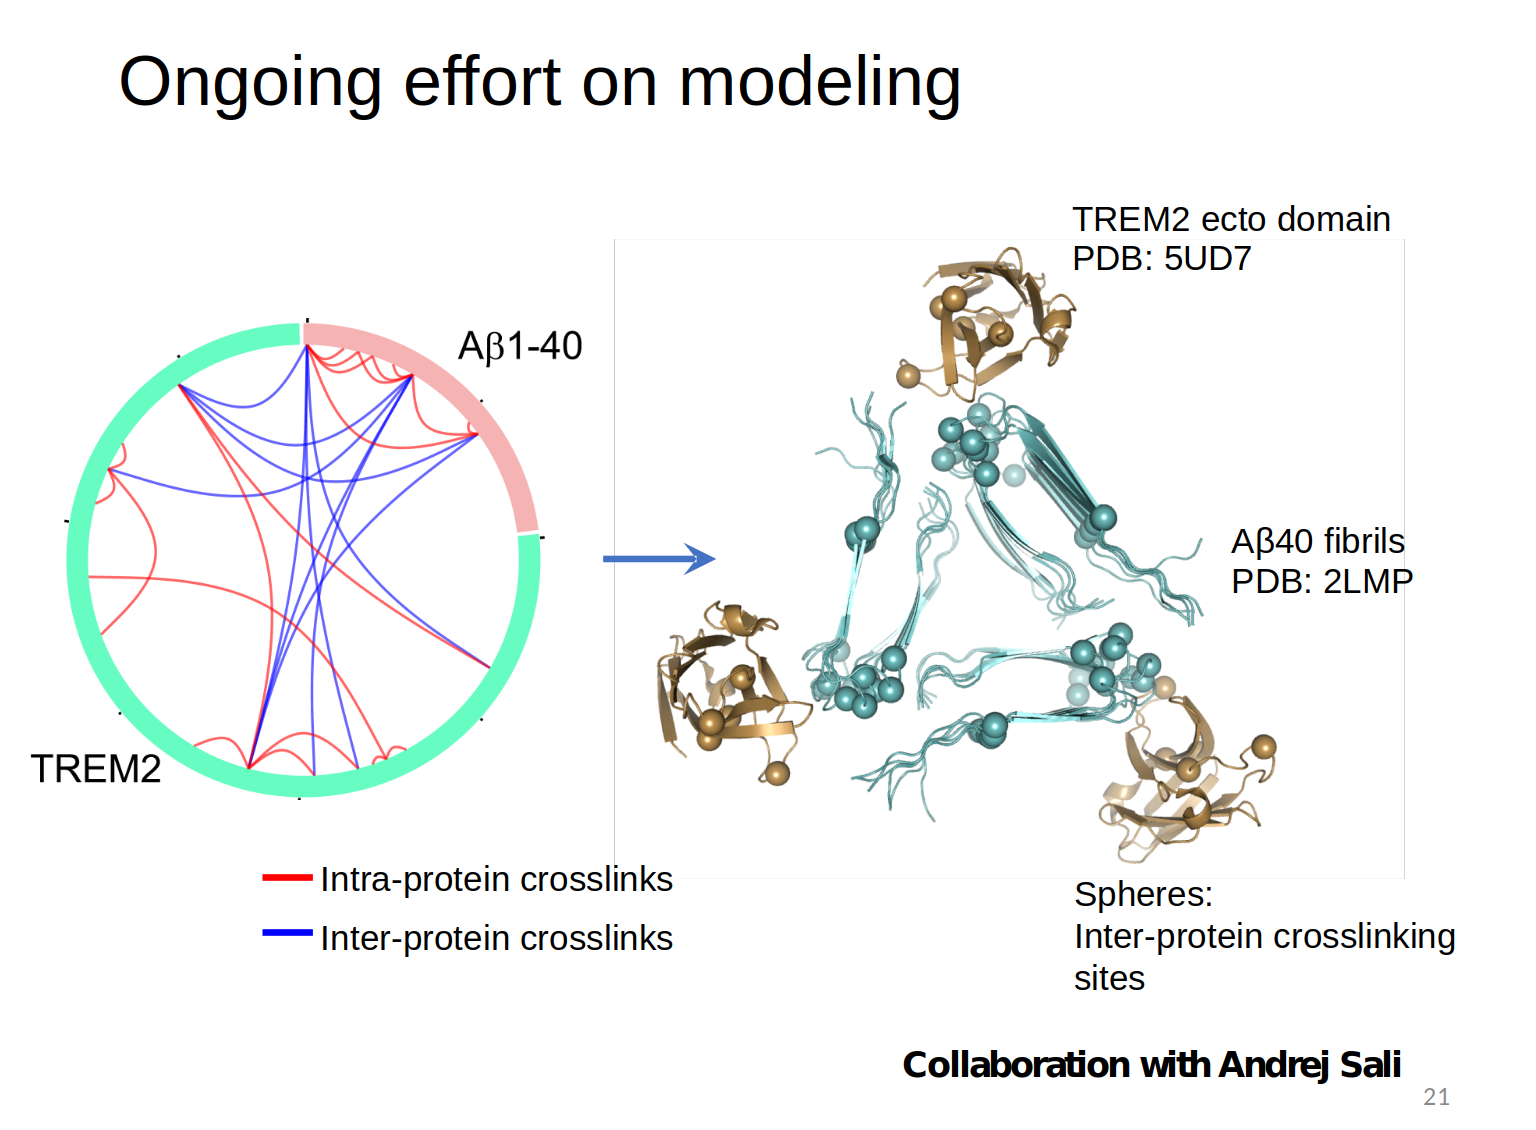 Ongoing effort on modeling
TREM2 ecto domain
PDB: 5UD7
Aβ1-40
Aβ40 fibrils
PDB: 2LMP
TREM2
Intra-protein crosslinks
Inter-protein crosslinks
Spheres:
Inter-protein crosslinking
sites
Collaboration with Andrej Sali
21